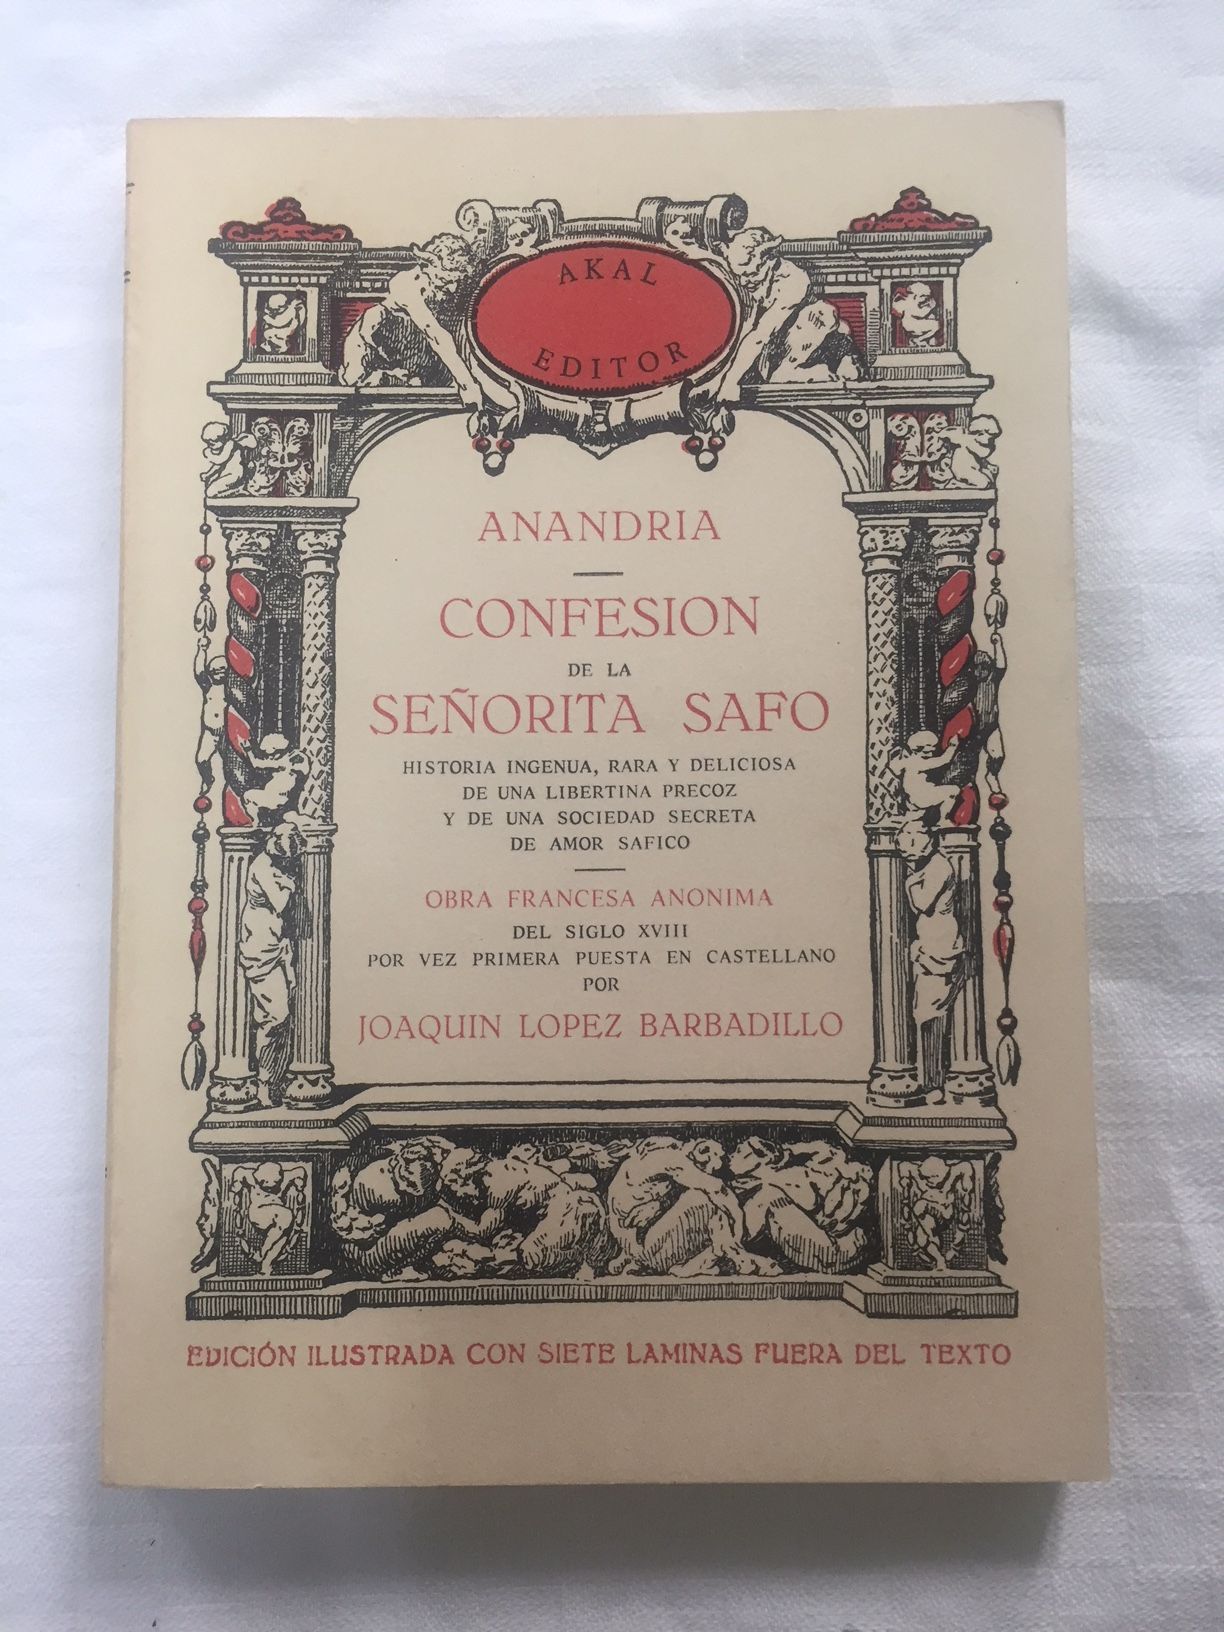 AKAL
EDITOR
ANANDRIA
CONFESION
DE LA
SEÑORITA SAFO
HISTORIA INGENUA, RARA Y DELICIOSA
DE UNA LIBERTINA PRECOZ
Y DE UNA SOCIEDAD SECRETA
DE AMOR SAFICO
OBRA FRANCESA ANONIMA
DEL SIGLO XVIII
POR VEZ PRIMERA PUESTA EN CASTELLANO
POR
JOAQUIN LOPEZ BARBADILLO
EDICIÓN ILUSTRADA CON SIETE LAMINAS FUERA DEL TEXTO